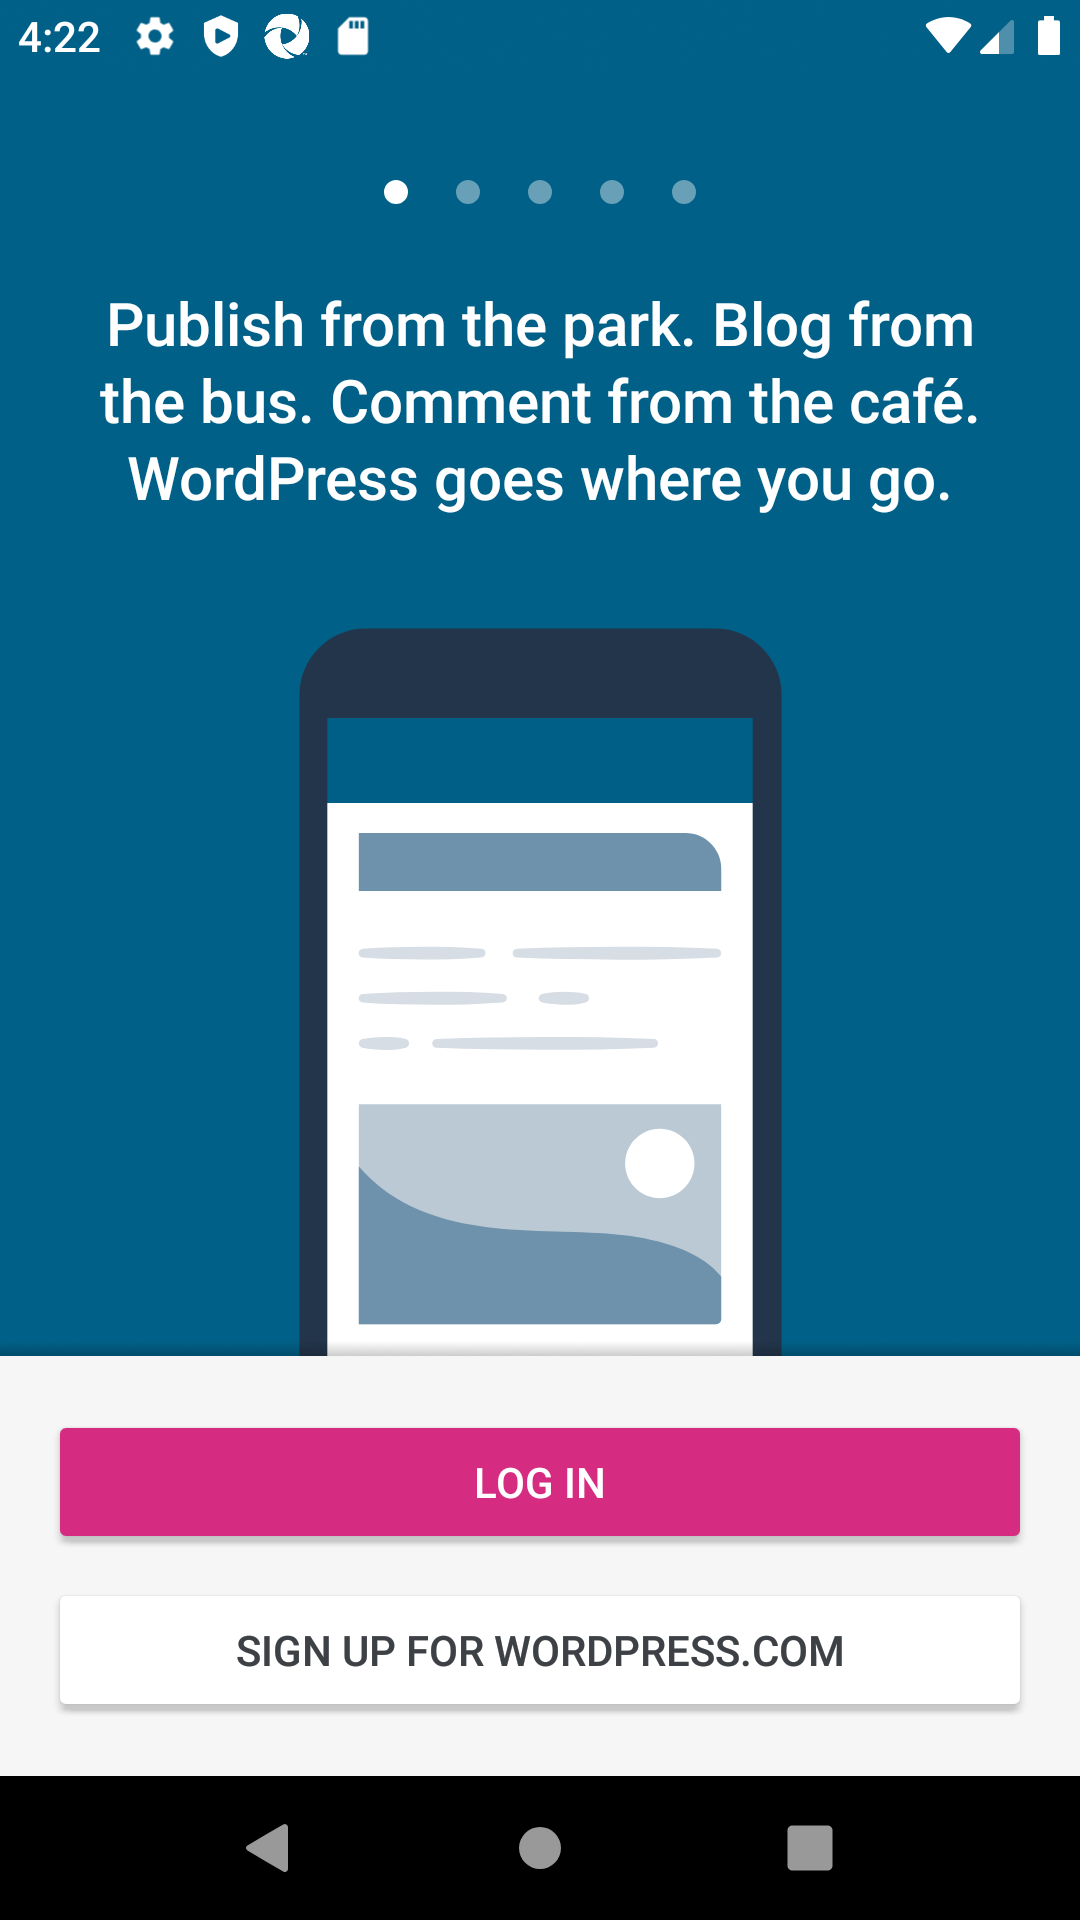 4:22
Publish from the park. Blog from
the bus. Comment from the café.
WordPress goes where you go.
LOG IN
SIGN UP FOR WORDPRESS.COM